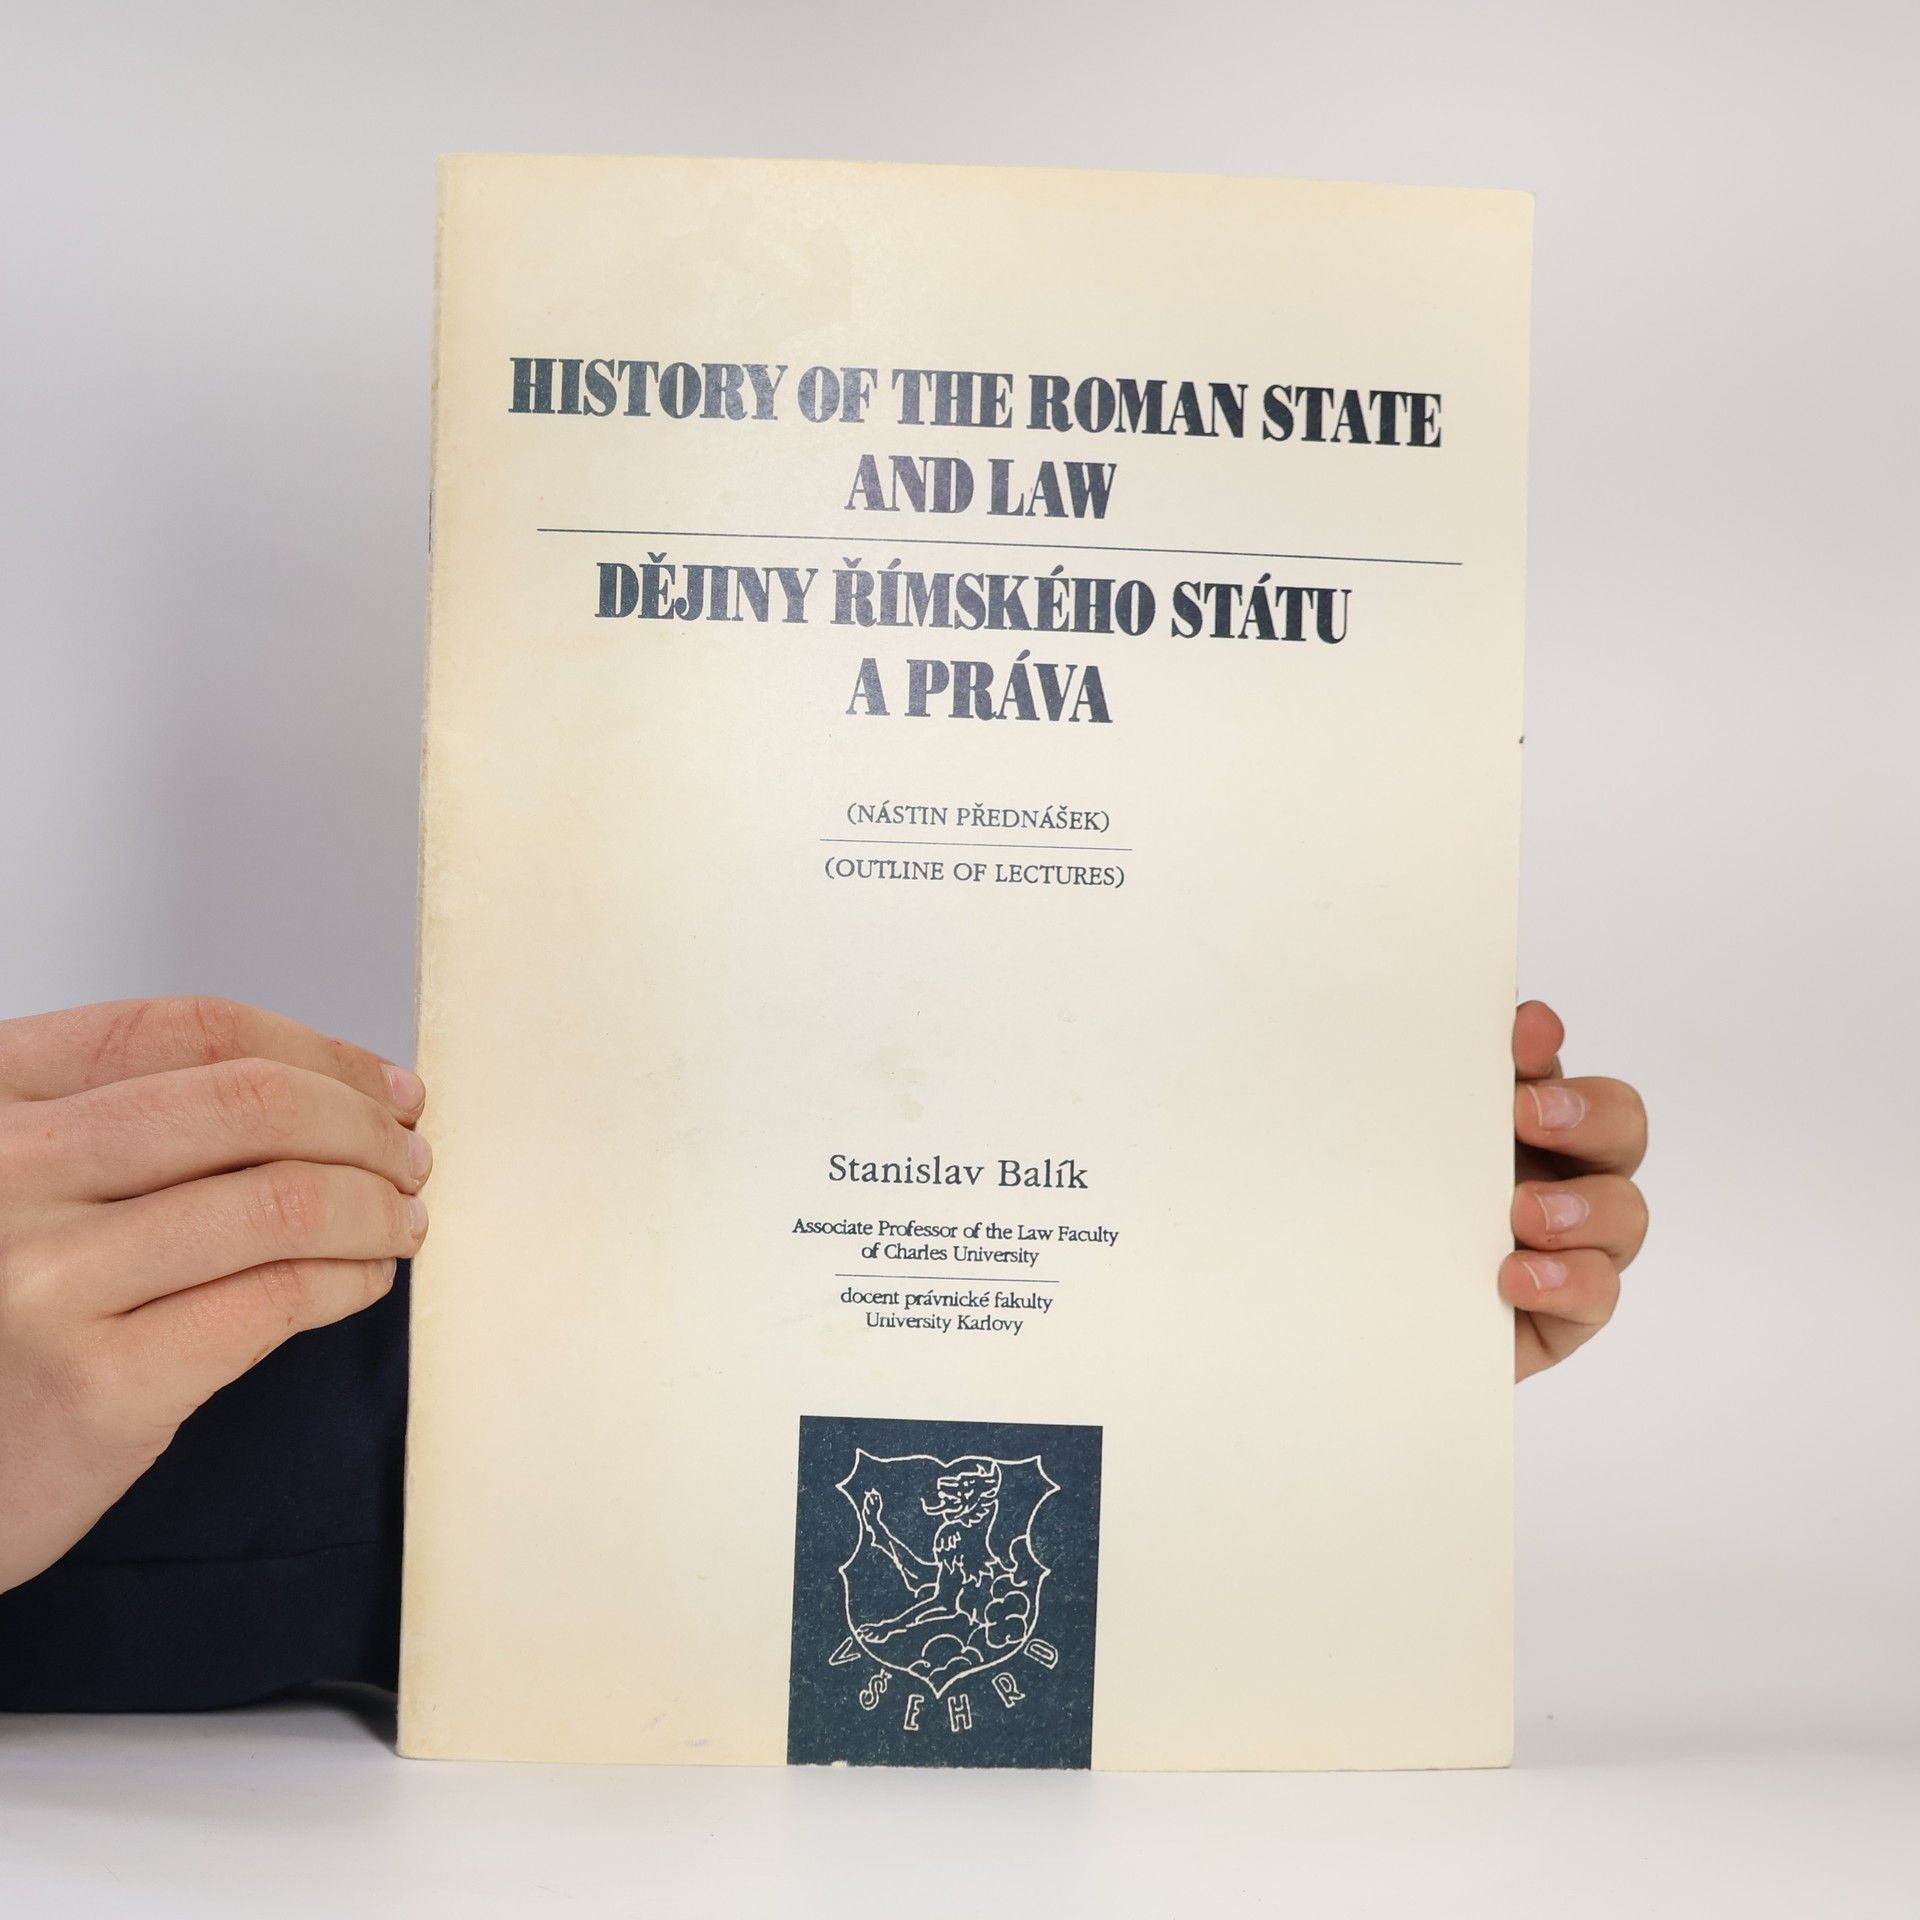 HISTORY OF THE ROMAN STATE
AND LAW
DĚJINY ŘÍMSKÉHO STÁTU
A PRÁVA
(NÁSTIN PŘEDNÁŠEK)
(OUTLINE OF LECTURES)
Stanislav Balík
Associate Professor of the Law Faculty
of Charles University
docent právnické fakulty
University Karlovy
VŠEHRD